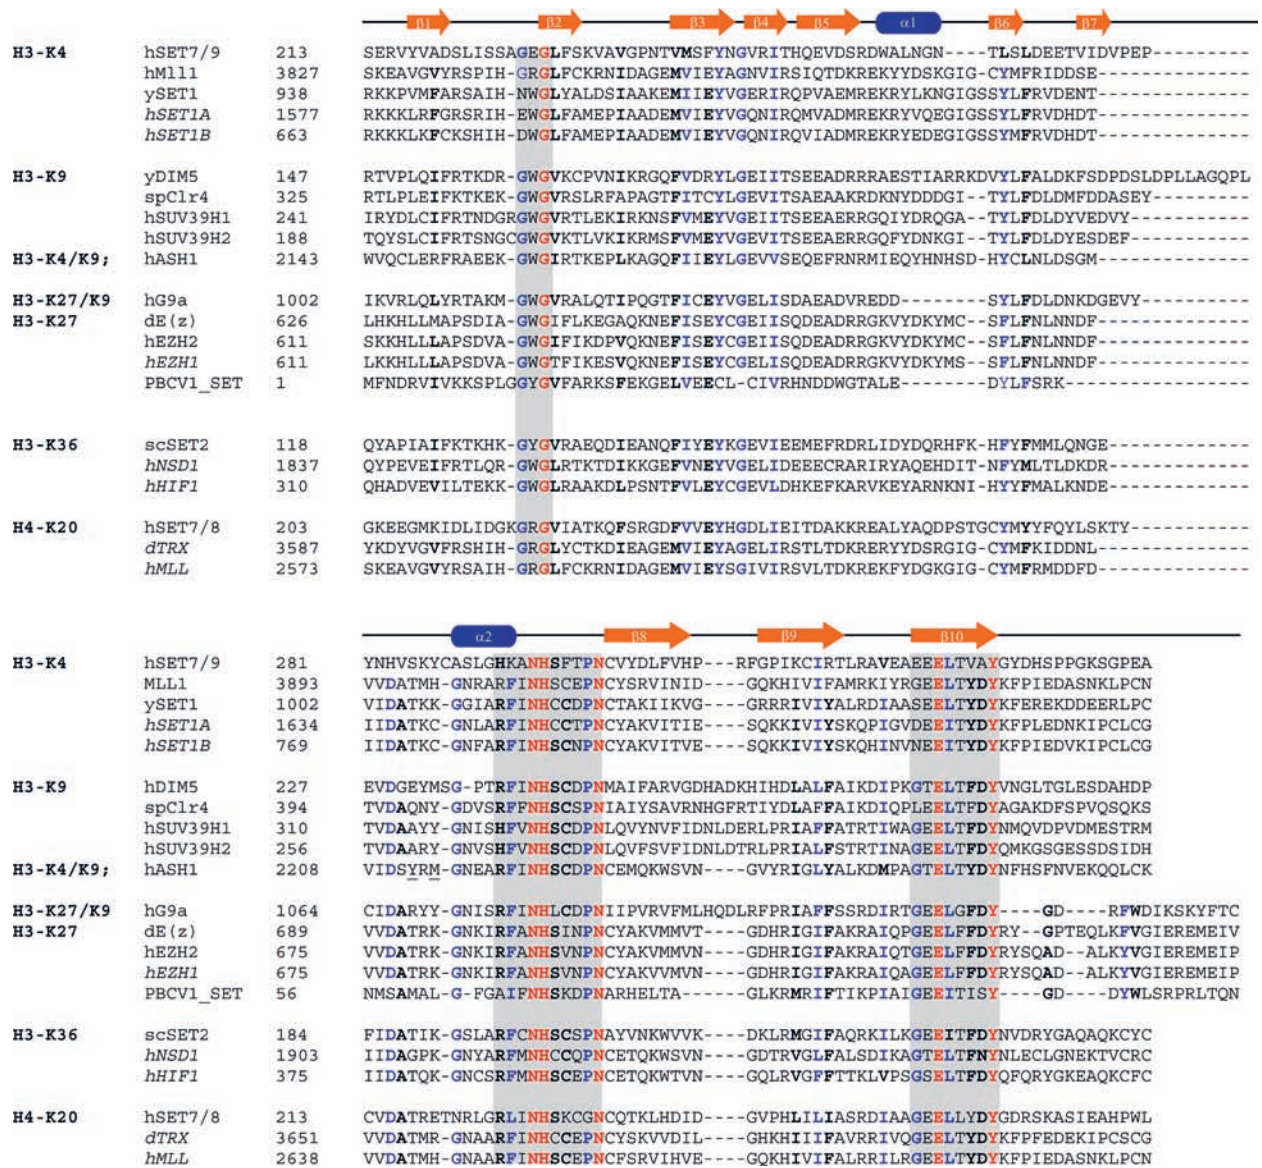 β1 β2 β3 β4 β5 α1 β6 β7
H3-K4 hSET7/9 213 SERVYVADSLISSAGEGLFSKVAVGPNTVMSFYNGVRITHQEVDSRDWALNGN----TLSLDEETVIDVPEP----------
hMll1 3827 SKEAVGVYRSPIH-GRGLFCKRNIDAGEMVIEYAGNVIRSIQTDKREKYYDSKGIG-CYMFRIDDSE---------------
ySET1 938 RKKPVMFARSAIH-NWGLYALDSIAAKEMIIEYVGERIRQPVAEMREKRYLKNGIGSSYLFRVDENT---------------
hSET1A 1577 RKKKLRFGRSRIH-EWGLFAMEPIAADEMVIEYVGQNIRQMVADMREKRYVQEGIGSSYLFRVDHDT---------------
hSET1B 663 RKKKLKFCKSHIH-DWGLFAMEPIAADEMVIEYVGQNIRQVIADMREKRYEDEGIGSSYMFRVDHDT---------------
H3-K9 yDIM5 147 RTVPLQIFRTKDR-GWGVKCPVNIKRGQFVDRYLGEIITSEEADRRRAESTIARRKDVYLFALDKFSDPDSLDPLLAGQPL
spClr4 325 RTLPLEIFKTKEK-GWGVRSLRFAPAGTFITCYLGEVITSAEAAKRDKNYDDDGI-TYLFDLDMFDDASEY-----------
hSUV39H1 241 IRYDLCIFRTNDGRGWGVRTLEKIRKNSFVMEYVGEIITSEEAERRGQIYDRQGA-TYLFDLDYVEDVY-------------
hSUV39H2 188 TQYSLCIFRTSNGCGWGVKTLVKIKRMSFVMEYVGEVITSEEAERRGQFYDNKGI-TYLFDLDYESDEF-------------
H3-K4/K9; hASH1 2143 WVQCLERFRAEEK-GWGIRTKEPLKAGQFIIEYLGEVVSEQEFRNRMIEQYHNHSD-HYCLNLDSGM---------------
H3-K27/K9 hG9a 1002 IKVRLQLYRTAKM-GWGVRALQTIPQGTFICEYVGELISDAEADVREDD--------SYLFDLDNKDGEVY-----------
H3-K27 dE(z) 626 LHKHLLMAPSDIA-GWGIFLKEGAQKNEFISEYCGEIISQDEADRRGKVYDKYMC--SFLFNLNNDF---------------
hEZH2 611 SKKHLLLAPSDVA-GWGIFIKDPVQKNEFISEYCGEIISQDEADRRGKVYDKYMC--SFLFNLNNDF---------------
hEZH1 611 LKKHLLLAPSDVA-GWGTFIKESVQKNEFISEYCGELISQDEADRRGKVYDKYMS--SFLFNLNNDF---------------
PBCV1_SET 1 MFNDRVIVKKSPLGGYGVFARKSFEKGELVEECL-CIVRHNDDWGTALE--------DYLFSRK------------------
H3-K36 scSET2 118 QYAPIAIFKTKHK-GYGVRAEQDIEANQFIYEYKGEVIEEMEFRDRLIDYDQRHFK-HFYFMMLQNGE--------------
hNSD1 1837 QYPEVEIFRTLQR-GWGLRTKTDIKKGEFVNEYVGELIDEEECRARIRYAQEHDIT-NFYMLTLDKDR--------------
hHIF1 310 QHADVEVILTEKK-GWGLRAAKDLPSNTFVLEYCGEVLDHKEFKARVKEYARNKNI-HYYFMALKNDE--------------
H4-K20 hSET7/8 203 GKEEGMKIDLIDGKGRGVIATKQFSRGDFVVEYHGDLIEITDAKKREALYAQDPSTGCYMYYFQYLSKTY------------
dTRX 3587 YKDYVGVFRSHIH-GRGLYCTKDIEAGEMVIEYAGELIRSTLTDKRERYYDSRGIG-CYMFKIDDNL---------------
hMLL 2573 SKEAVGVYRSAIH-GRGLFCKRNIDAGEMVIEYSGIVIRSVLTDKREKFYDGKGIG-CYMFRMDDFD---------------
α2 β8 β9 β10
H3-K4 hSET7/9 281 YNHVSKYCASLGHKANHSFTPNCVYDLFVHP---RFGPIKCIRTLRAVEAEEELTVAYGYDHSPPGKSGPEA
MLL1 3893 VVDATMH-GNRARFINHSCEPNCYSRVINID----GQKHIVIFAMRKIYRGEELTYDYKFPIEDASNKLPCN
ySET1 1002 VIDATKK-GGIARFINHCCDPNCTAKIIKVG----GRRRIVIYALRDIAASEELTYDYKFEREKDDEERLPC
hSET1A 1634 IIDATKC-GNLARFINHCCTPNCYAKVITIE----SQKKIVIYSKQPIGVDEEITYDYKFPLEDNKIPCLCG
hSET1B 769 IIDATKC-GNFARFINHSCNPNCYAKVITVE----SQKKIVIYSKQHINVNEEITYDYKFPIEDVKIPCLCG
H3-K9 hDIM5 227 EVDGEYMSG-PTRFINHSCDPNMAIFARVGDHADKHIHDLALFAIKDIPKGTELTFDYVNGLTGLESDAHDP
spClr4 394 TVDAQNY-GDVSRFFNHSCSPNIAIYSAVRNHGFRTIYDLAFFAIKDIQPLEELTFDYAGAKDFSPVQSQKS
hSUV39H1 310 TVDAAYY-GNISHFVNHSCDPNLQVYNVFIDNLDERLPRIAFFATRTIWAGEELTFDYNMQVDPVDMESTRM
hSUV39H2 256 TVDAARY-GNVSHFVNHSCDPNLQVFSVFIDNLDTRLPRIALFSTRTINAGEELTFDYQMKGSGESSDSIDH
H3-K4/K9; hASH1 2208 VIDSYRM-GNEARFINHSCDPNCEMQKWSVN----GVYRIGLYALKDMPAGTELTYDYNFHSFNVEKQQLCK
H3-K27/K9 hG9a 1064 CIDARYY-GNISRFINHLCDPNIIPVRVFMLHQDLRFPRIAFFSSRDIRTGEELGFDY----GD---RFWDIKSKYFTC
H3-K27 dE(z) 689 VVDATRK-GNKIRFANHSINPNCYAKVMMVT----GDHRIGIFAKRAIQPGEELFFDYRY---GPTEQLKFVGIEREMEIV
hEZH2 675 VVDATRK-GNKIRFANHSVNPNCYAKVMMVN----GDHRIGIFAKRAIQTGEELFFDYRYSQAD--ALKYVGIEREMEIP
hEZH1 675 VVDATRK-GNKIRFANHSVNPNCYAKVVMVN----GDHRIGIFAKRAIQAGEELFFDYRYSQAD--ALKYVGIEREMEIP
PBCV1_SET 56 NMSAMAL-G-FGAIFNHSKDPNARHELTA------GLKRMRIFTIKPIAIGEEITISY----GD---DYWLSRPRLTQN
H3-K36 scSET2 184 FIDATIK-GSLARFCNHSCSPNAYVNKWVVK----DKLRMGIFAQRKILKGEEITFDYNVDRYGAQAQKCYC
hNSD1 1903 IIDAGPK-GNYARFMNHCCQPNCETQKWSVN----GDTRVGLFALSDIKAGTELTFNYNLECLGNEKTVCRC
hHIF1 375 IIDATQK-GNCSRFMNHSCEPNCETQKWTVN----GQLRVGFFTTKLVPSGSELTFDYQFQRYGKEAQKCFC
H4-K20 hSET7/8 213 CVDATRETNRLGRLINHSKCGNCQTKLHDID----GVPHLILIASRDIAAGEELLYDYGDRSKASIEAHPWL
dTRX 3651 VVDATMR-GNAARFINHCCEPNCYSKVVDIL----GHKHIIIFAVRRIVQGEELTYDYKFPFEDEKIPCSCG
hMLL 2638 VVDATMH-GNAARFINHSCEPNCFSRVIHVE----GQKHIVIFALRRILRGEELTYDYKFPIEDASNKLPCN